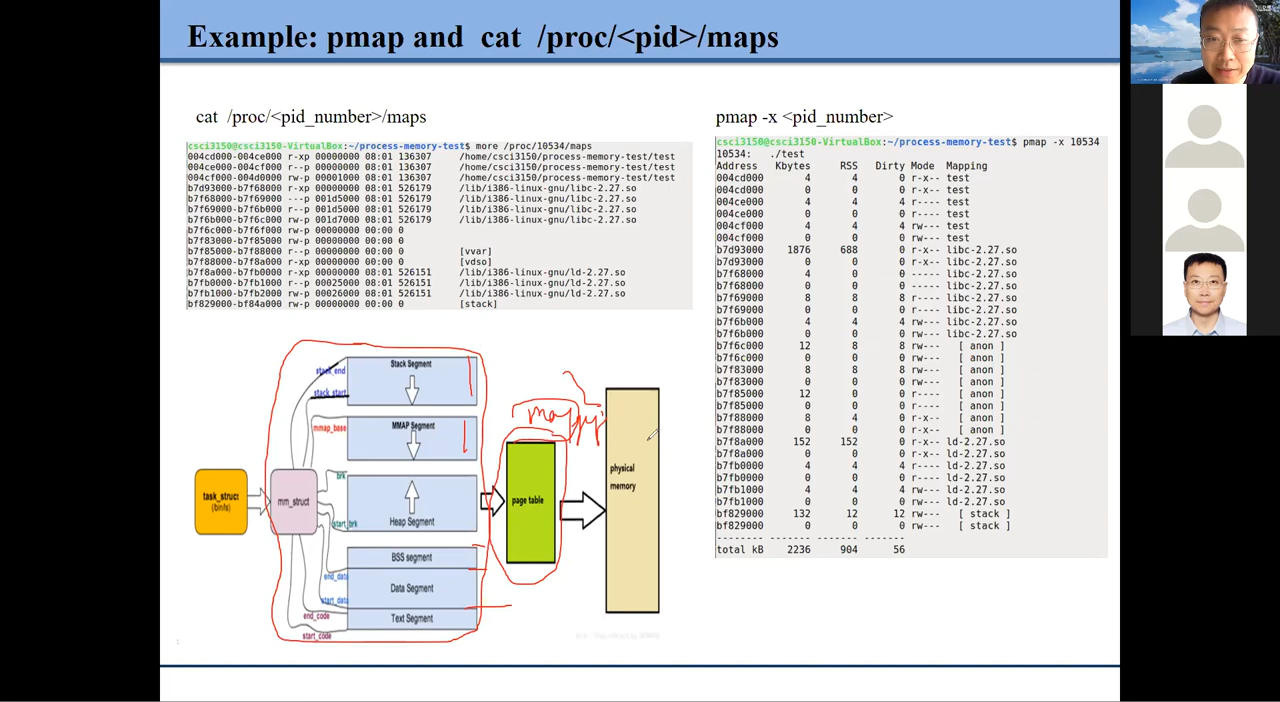 Example: pmap and cat /proc/<pid>/maps
cat /proc/<pid_number>/maps
csci3150@csci3150-VirtualBox:~/process-memory-test$ more /proc/10534/maps
004cd000-004ce000 r-xp 00000000 08:01 136307 /home/csci3150/process-memory-test/test
004ce000-004cf000 r--p 00000000 08:01 136307 /home/csci3150/process-memory-test/test
004cf000-004d0000 rw-p 00001000 08:01 136307 /home/csci3150/process-memory-test/test
b7d93000-b7f68000 r-xp 00000000 08:01 526179 /lib/i386-linux-gnu/libc-2.27.so
b7f68000-b7f69000 ---p 001d5000 08:01 526179 /lib/i386-linux-gnu/libc-2.27.so
b7f69000-b7f6b000 r--p 001d5000 08:01 526179 /lib/i386-linux-gnu/libc-2.27.so
b7f6b000-b7f6c000 rw-p 001d7000 08:01 526179 /lib/i386-linux-gnu/libc-2.27.so
b7f6c000-b7f6f000 rw-p 00000000 00:00 0
b7f83000-b7f85000 rw-p 00000000 00:00 0
b7f85000-b7f88000 r--p 00000000 00:00 0 [vvar]
b7f88000-b7f8a000 r-xp 00000000 00:00 0 [vdso]
b7f8a000-b7fb0000 r-xp 00000000 08:01 526151 /lib/i386-linux-gnu/ld-2.27.so
b7fb0000-b7fb1000 r--p 00025000 08:01 526151 /lib/i386-linux-gnu/ld-2.27.so
b7fb1000-b7fb2000 rw-p 00026000 08:01 526151 /lib/i386-linux-gnu/ld-2.27.so
bf829000-bf84a000 rw-p 00000000 00:00 0 [stack]
pmap -x <pid_number>
csci3150@csci3150-VirtualBox:~/process-memory-test$ pmap -x 10534
10534: ./test
Address Kbytes RSS Dirty Mode Mapping
004cd000 4 4 0 r-x-- test
004cd000 0 0 0 r-x-- test
004ce000 4 4 4 r---- test
004ce000 0 0 0 r---- test
004cf000 4 4 4 rw--- test
004cf000 0 0 0 rw--- test
b7d93000 1876 688 0 r-x-- libc-2.27.so
b7d93000 0 0 0 r-x-- libc-2.27.so
b7f68000 4 0 0 ----- libc-2.27.so
b7f68000 0 0 0 ----- libc-2.27.so
b7f69000 8 8 8 r---- libc-2.27.so
b7f69000 0 0 0 r---- libc-2.27.so
b7f6b000 4 4 4 rw--- libc-2.27.so
b7f6b000 0 0 0 rw--- libc-2.27.so
b7f6c000 12 8 8 rw--- [ anon ]
b7f6c000 0 0 0 rw--- [ anon ]
b7f83000 8 8 8 rw--- [ anon ]
b7f83000 0 0 0 rw--- [ anon ]
b7f85000 12 0 0 r---- [ anon ]
b7f85000 0 0 0 r---- [ anon ]
b7f88000 8 4 0 r-x-- [ anon ]
b7f88000 0 0 0 r-x-- [ anon ]
b7f8a000 152 152 0 r-x-- ld-2.27.so
b7f8a000 0 0 0 r-x-- ld-2.27.so
b7fb0000 4 4 4 r---- ld-2.27.so
b7fb0000 0 0 0 r---- ld-2.27.so
b7fb1000 4 4 4 rw--- ld-2.27.so
b7fb1000 0 0 0 rw--- ld-2.27.so
bf829000 132 12 12 rw--- [ stack ]
bf829000 0 0 0 rw--- [ stack ]
-------- ------- ------- -------
total kB 2236 904 56
task_struct
(/bin/ls)
mm_struct
stack_end
Stack Segment
stack_start
mmap_base
MMAP Segment
brk
start_brk
Heap Segment
BSS segment
end_data
Data Segment
start_data
end_code
Text Segment
start_code
page table
physical
memory
1